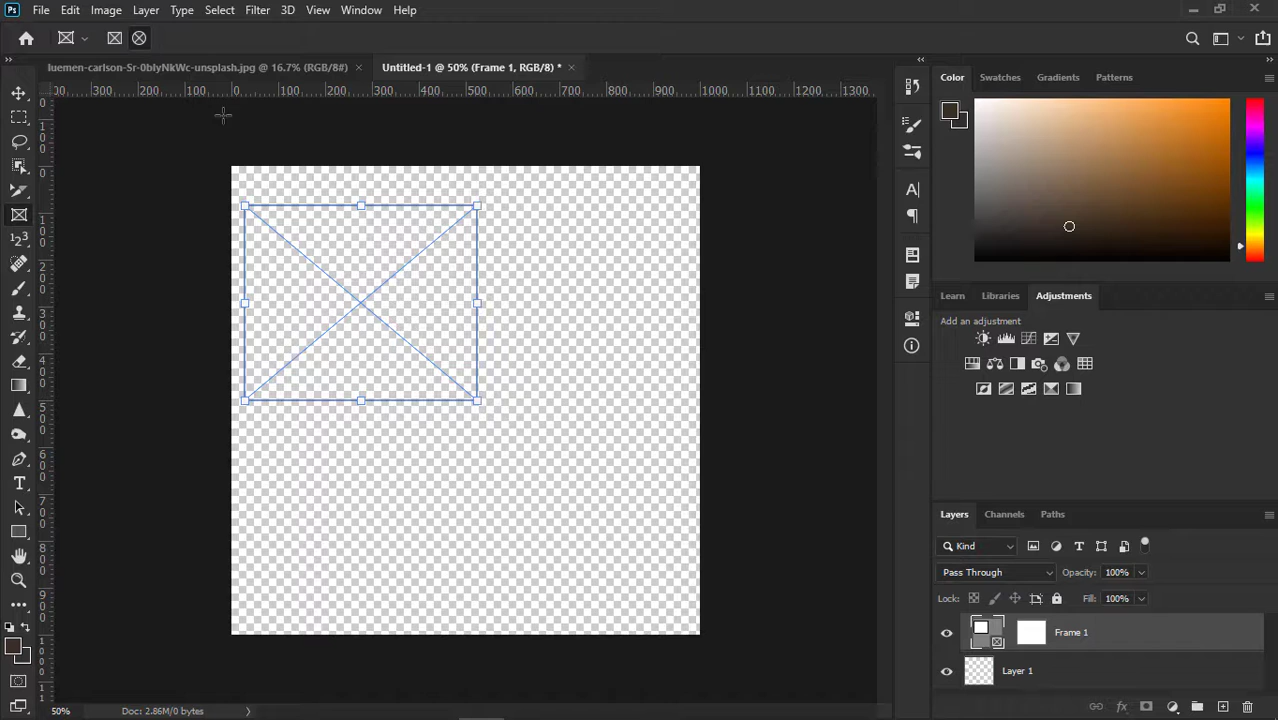 Ps File Edit Image Layer Type Select Filter 3D View Window Help
luemen-carlson-Sr-0blyNkWc-unsplash.jpg @ 16.7% (RGB/8#) Untitled-1 @ 50% (Frame 1, RGB/8) *
300 200 100 0 100 200 300 400 500 600 700 800 900 1000 1100 1200 1300
Color Swatches Gradients Patterns
Learn Libraries Adjustments
Add an adjustment
Layers Channels Paths
Kind
Pass Through Opacity: 100%
Lock: Fill: 100%
Frame 1
Layer 1
50% Doc: 2.86M/0 bytes